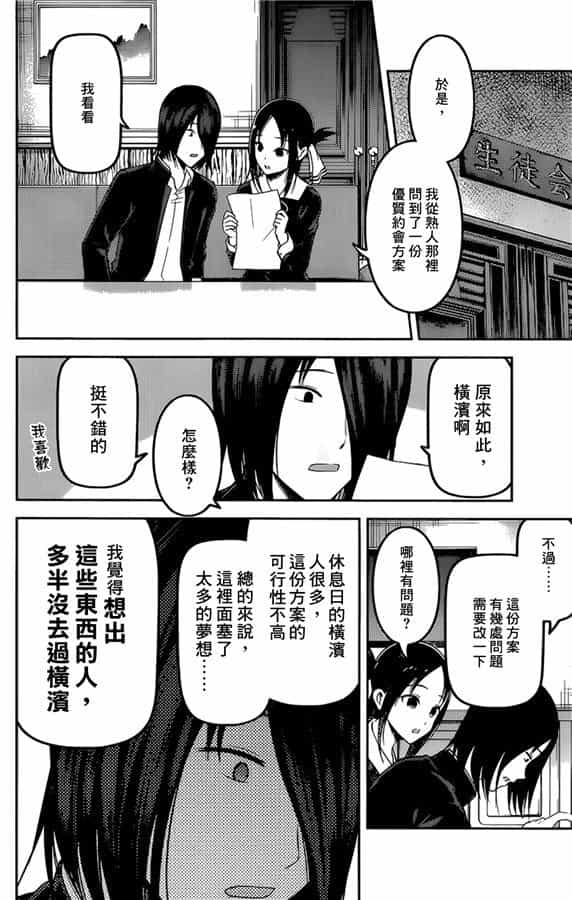 生徒会
於是，
我從熟人那裡
問到了一份
優質約會方案
我看看
原來如此，
橫濱啊
怎麼樣？
挺不錯的
我喜歡
不過……
這份方案
有幾處問題
需要改一下
哪裡有問題？
休息日的橫濱
人很多，
這份方案的
可行性不高
總的來說，
這裡面塞了
太多的夢想……
我覺得想出
這些東西的人，
多半沒去過橫濱